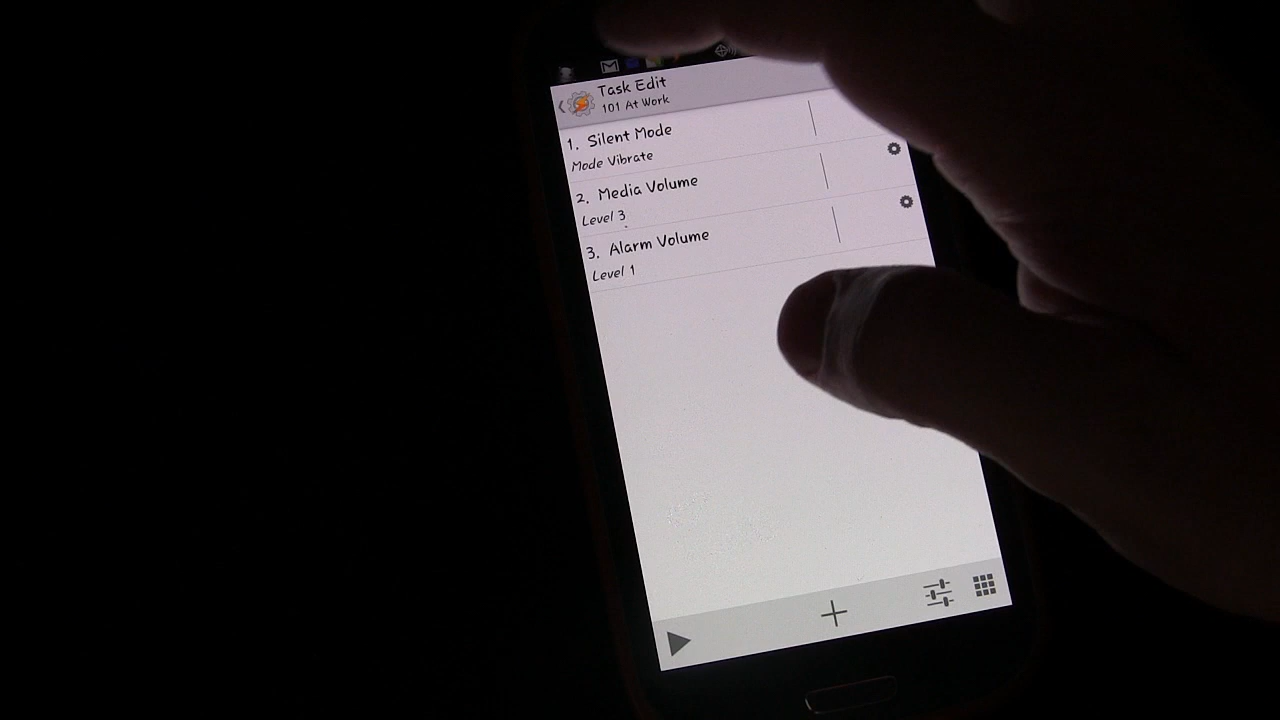 Task Edit
101 At Work
1. Silent Mode
Mode Vibrate
2. Media Volume
Level 3
3. Alarm Volume
Level 1